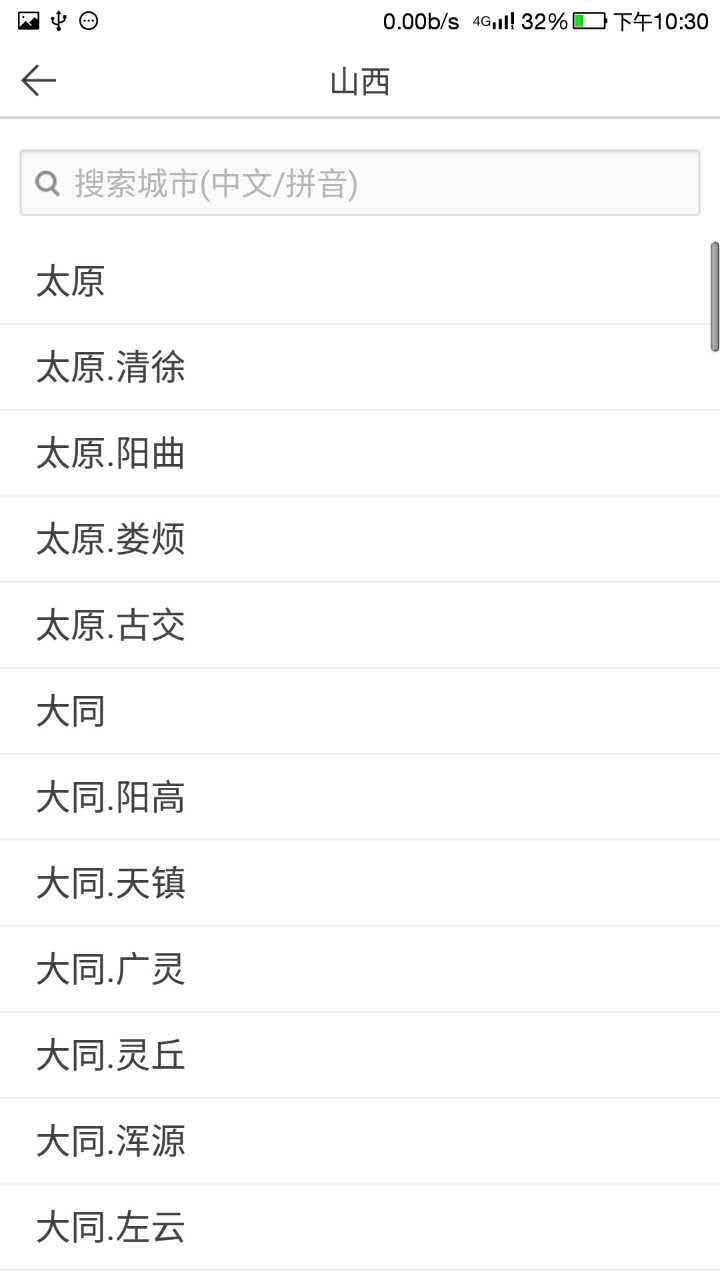 0.00b/s 4G 32% 下午10:30
山西
搜索城市(中文/拼音)
太原
太原.清徐
太原.阳曲
太原.娄烦
太原.古交
大同
大同.阳高
大同.天镇
大同.广灵
大同.灵丘
大同.浑源
大同.左云